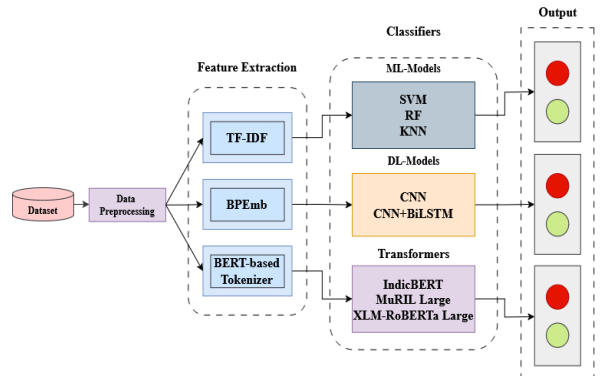 Output
Classifiers
Feature Extraction
ML-Models
SVM
RF
KNN
TF-IDF
DL-Models
Dataset
Data
Preprocessing
BPEmb
CNN
CNN+BiLSTM
Transformers
BERT-based
Tokenizer
IndicBERT
MuRIL Large
XLM-RoBERTa Large